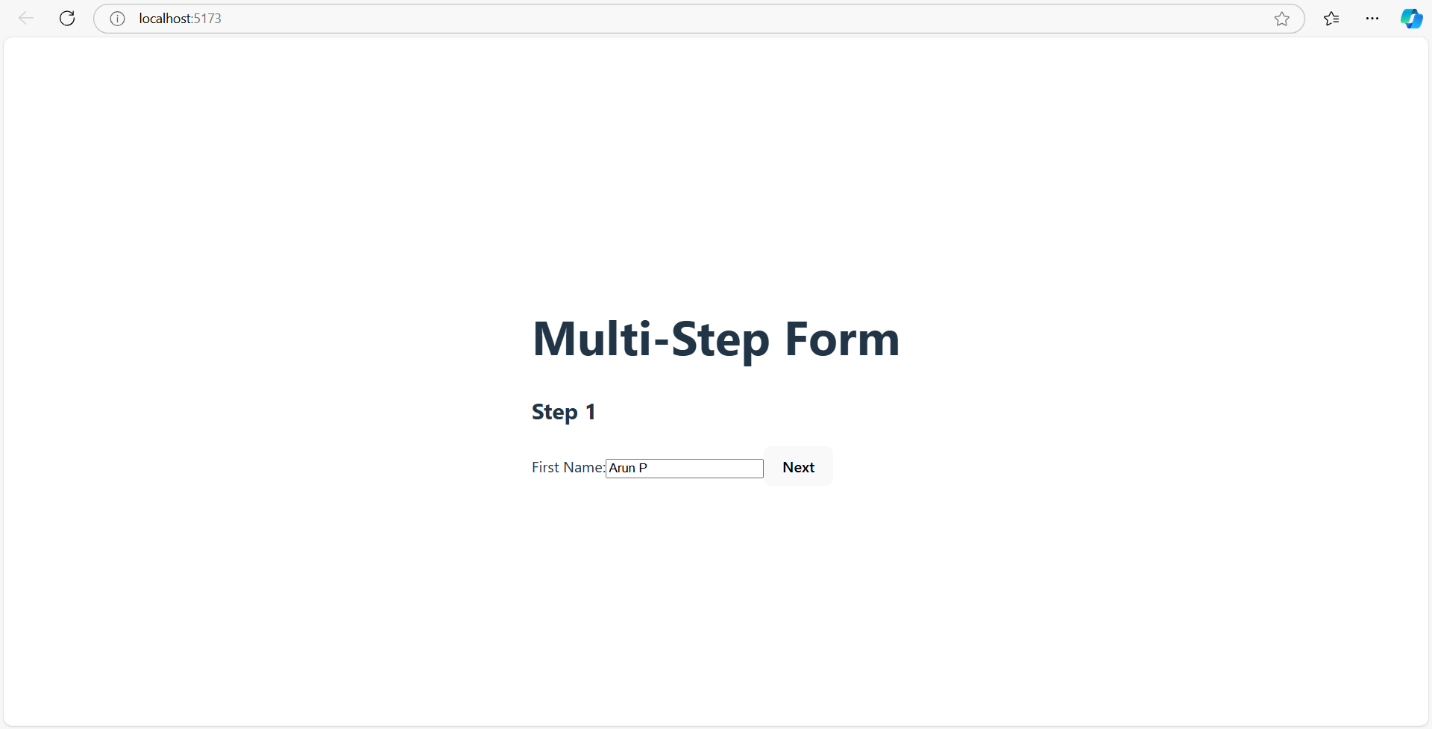 localhost:5173
Multi-Step Form
Step 1
First Name: Arun P Next